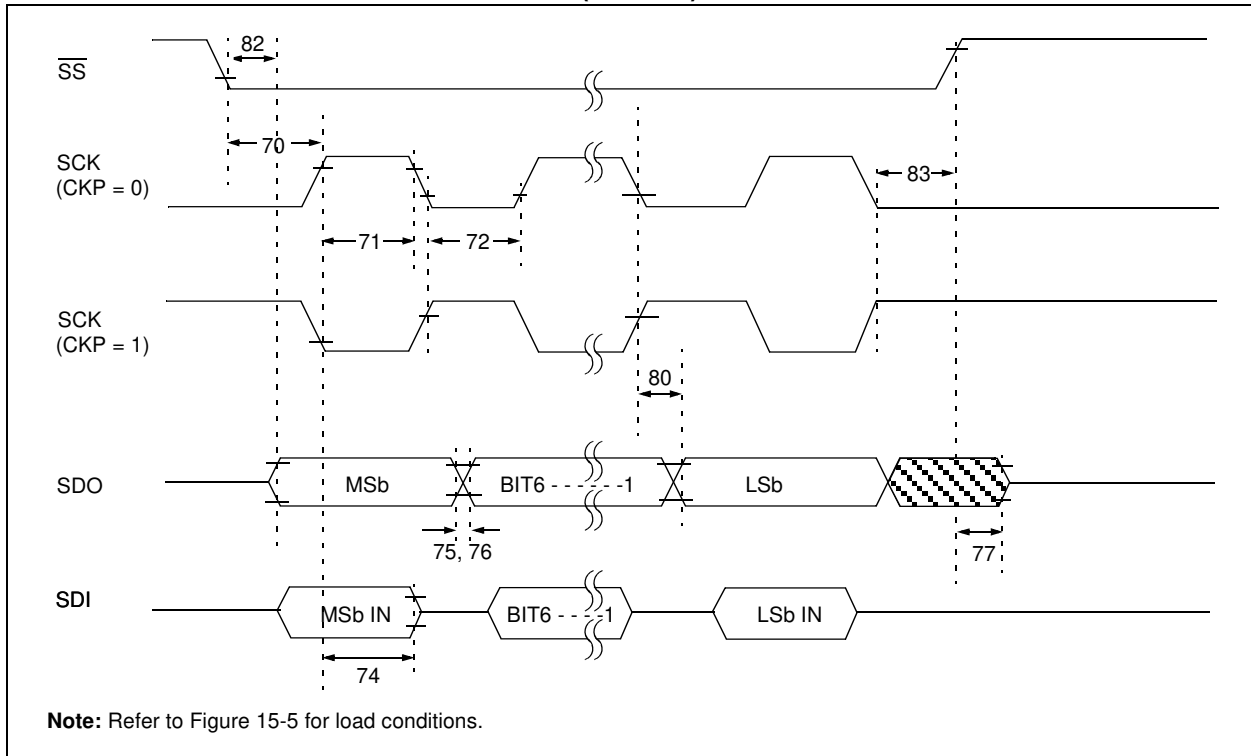 82
SS
70
SCK
(CKP = 0)
83
71
72
SCK
(CKP = 1)
80
SDO
MSb
BIT6 - - - - - - -1
LSb
75, 76
77
SDI
MSb IN
BIT6 - - - -1
LSb IN
74
Note: Refer to Figure 15-5 for load conditions.